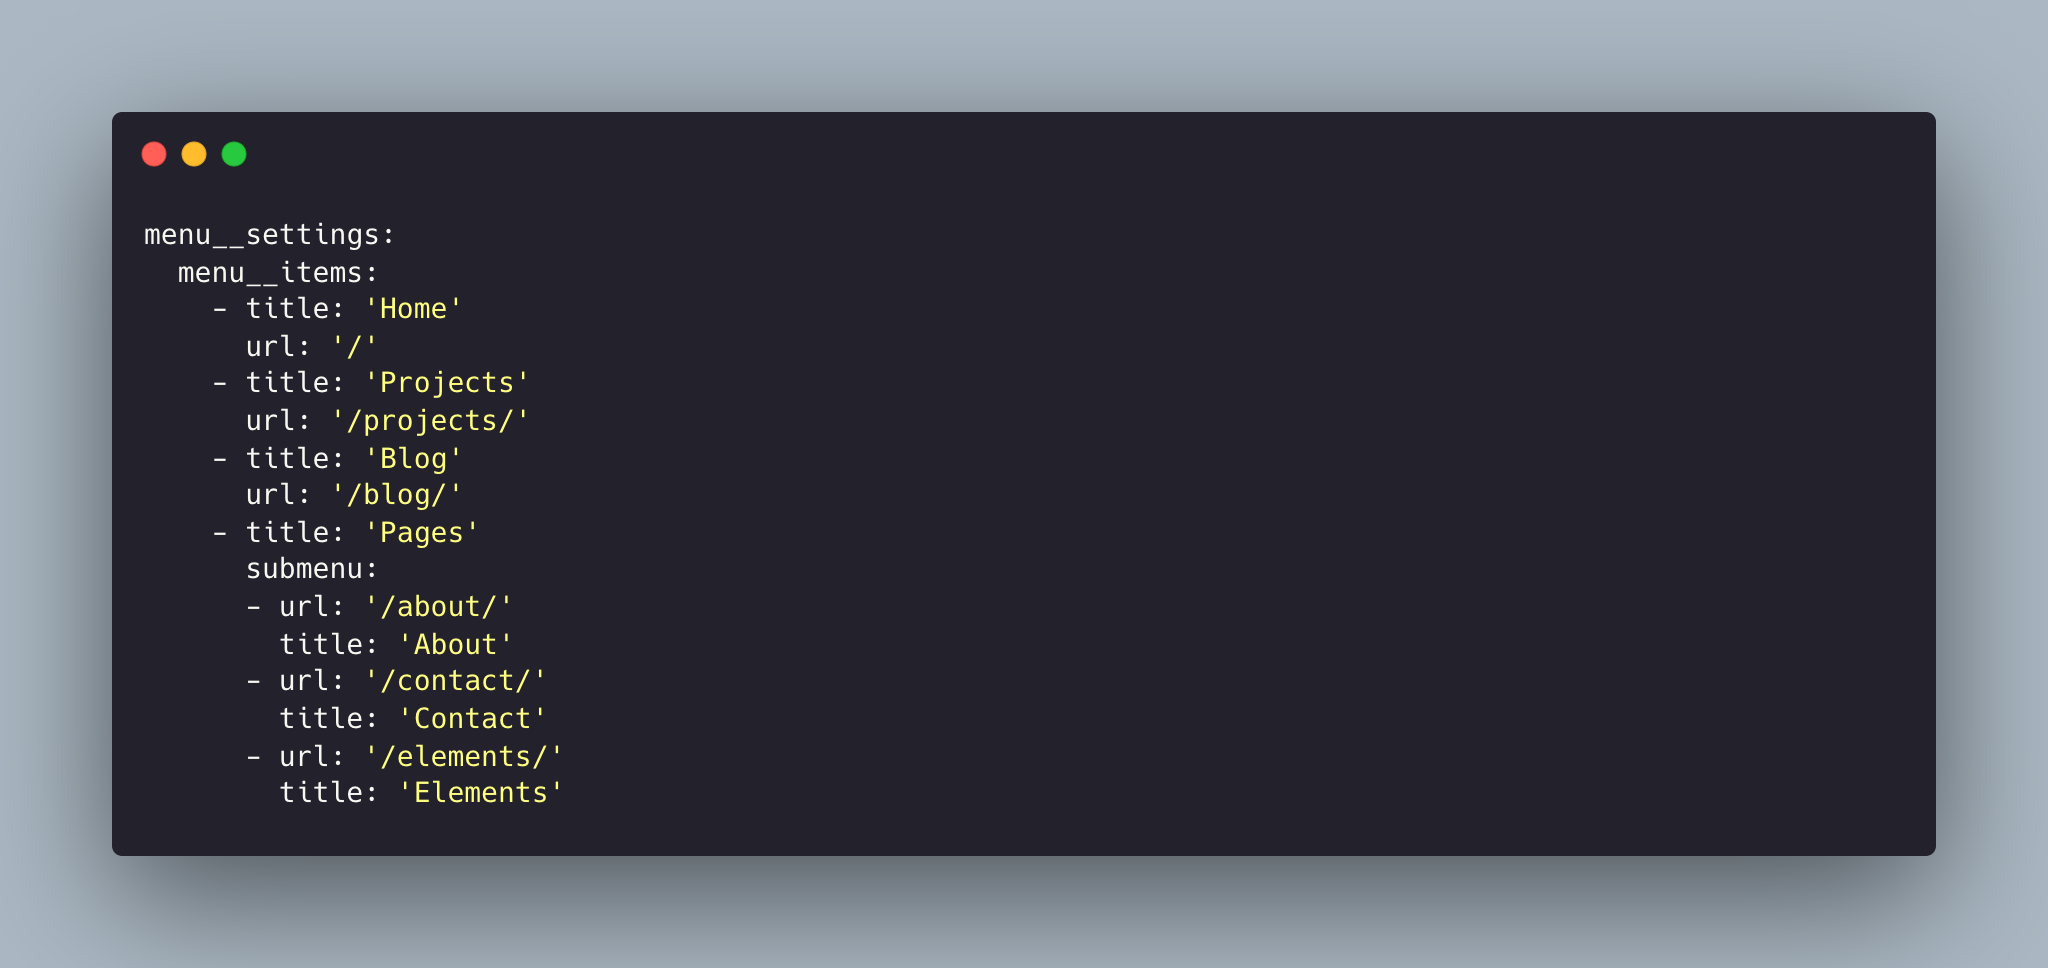 menu__settings:
  menu__items:
    - title: 'Home'
      url: '/'
    - title: 'Projects'
      url: '/projects/'
    - title: 'Blog'
      url: '/blog/'
    - title: 'Pages'
      submenu:
      - url: '/about/'
        title: 'About'
      - url: '/contact/'
        title: 'Contact'
      - url: '/elements/'
        title: 'Elements'